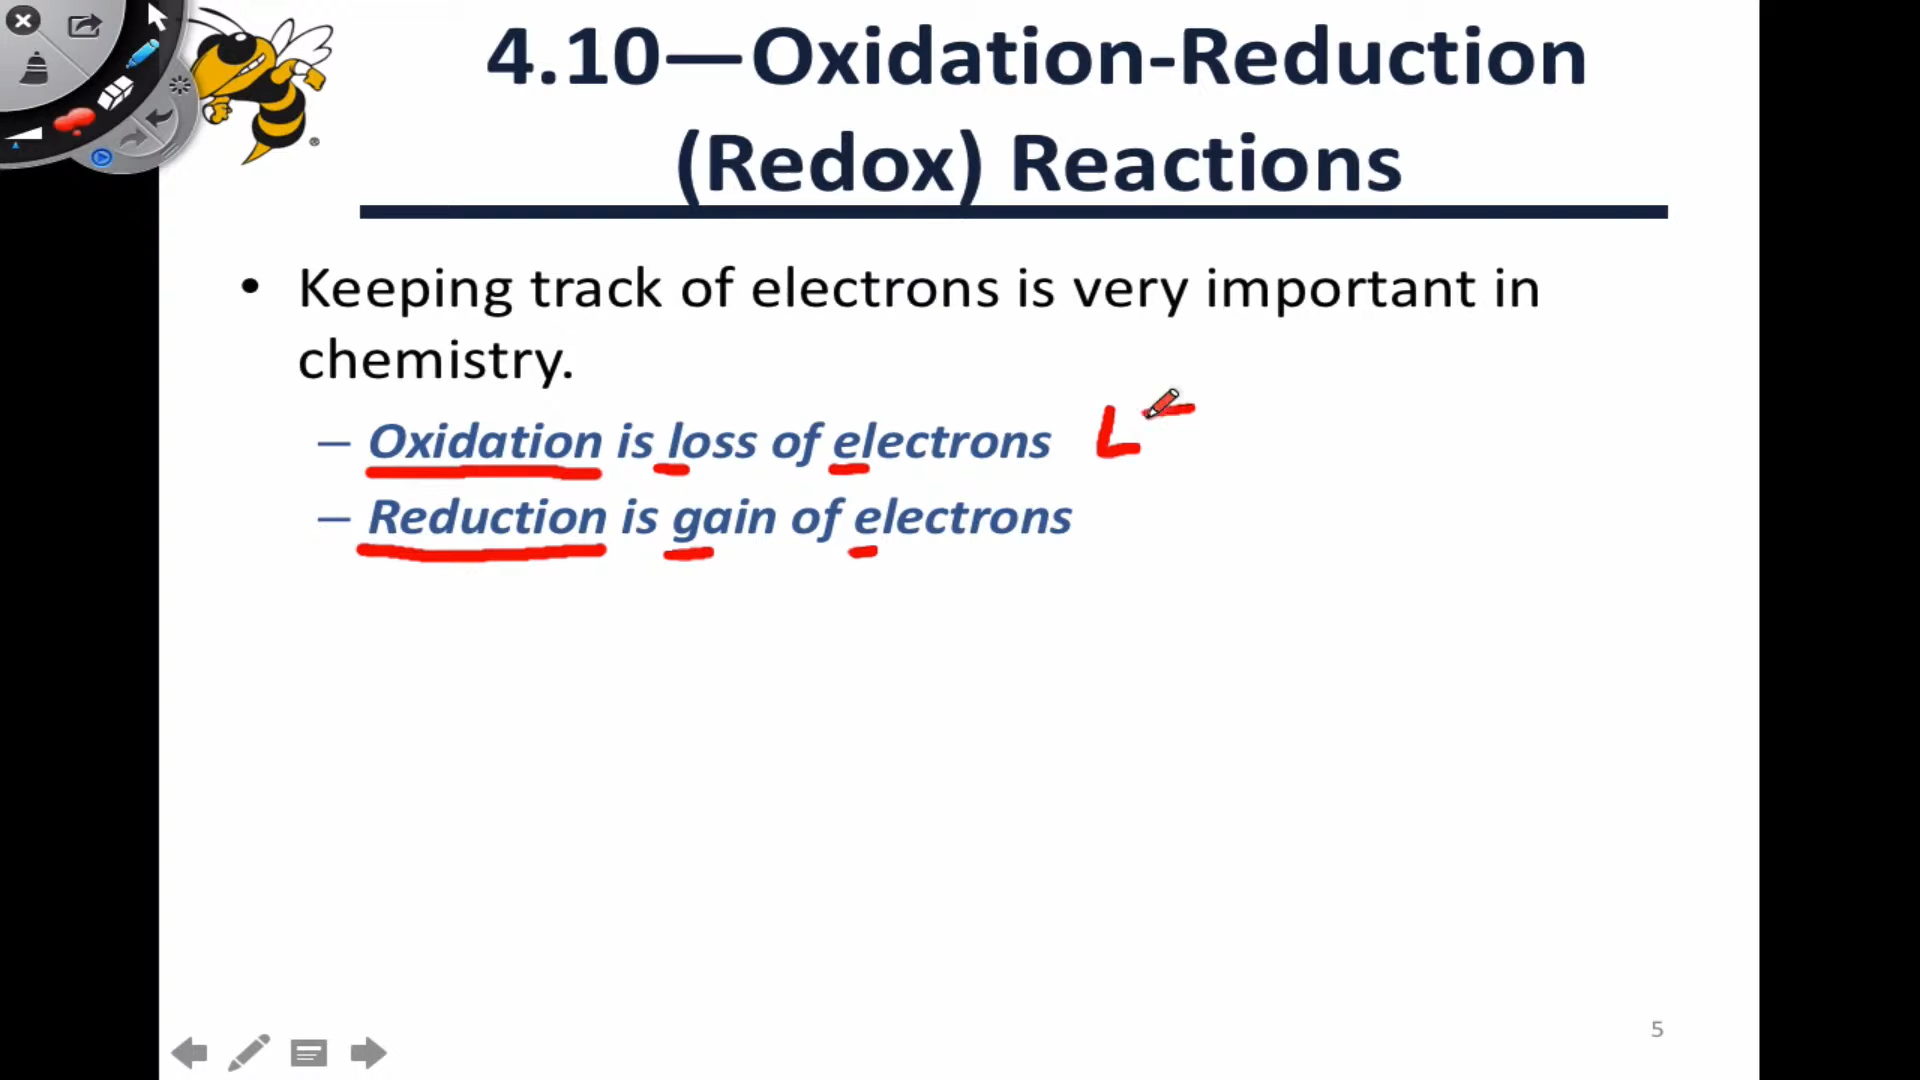 4.10—Oxidation-Reduction
(Redox) Reactions
• Keeping track of electrons is very important in
chemistry.
– Oxidation is loss of electrons L
– Reduction is gain of electrons
5